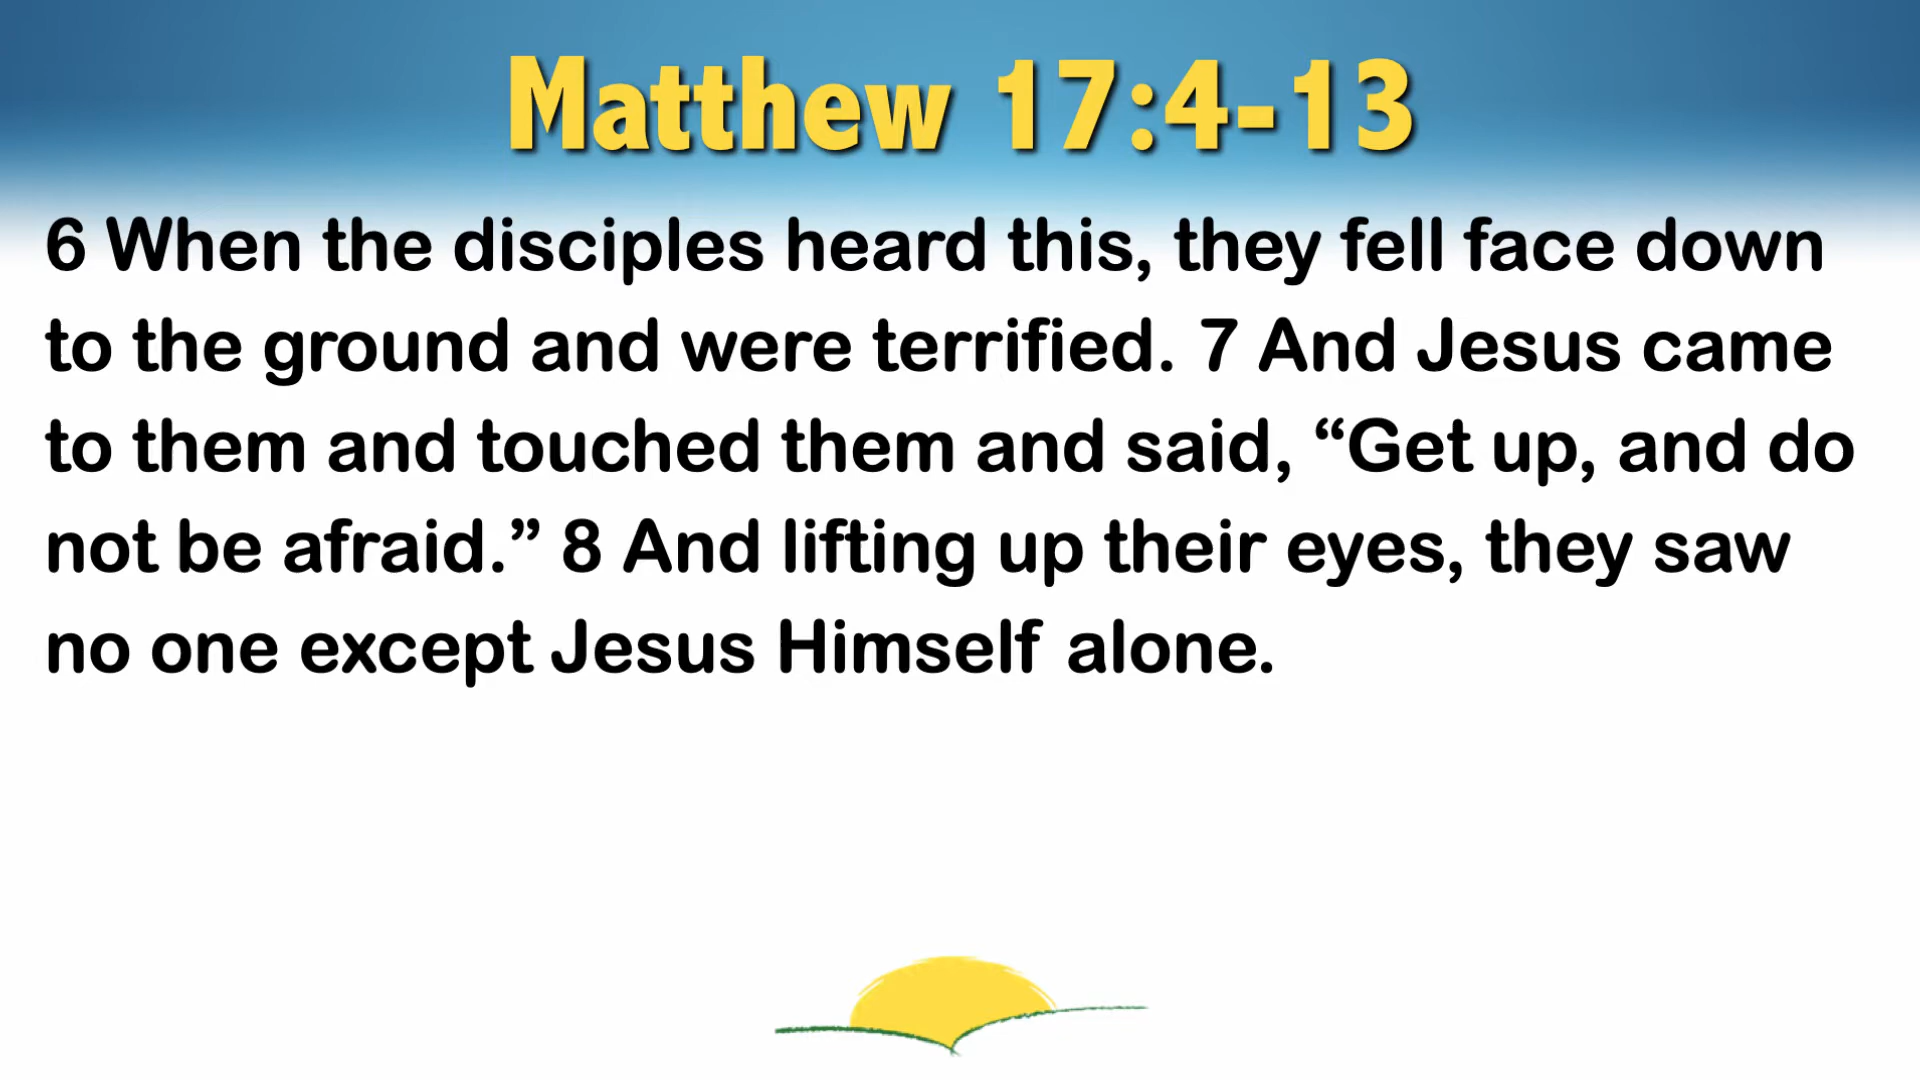 Matthew 17:4-13
6 When the disciples heard this, they fell face down
to the ground and were terrified. 7 And Jesus came
to them and touched them and said, “Get up, and do
not be afraid.” 8 And lifting up their eyes, they saw
no one except Jesus Himself alone.